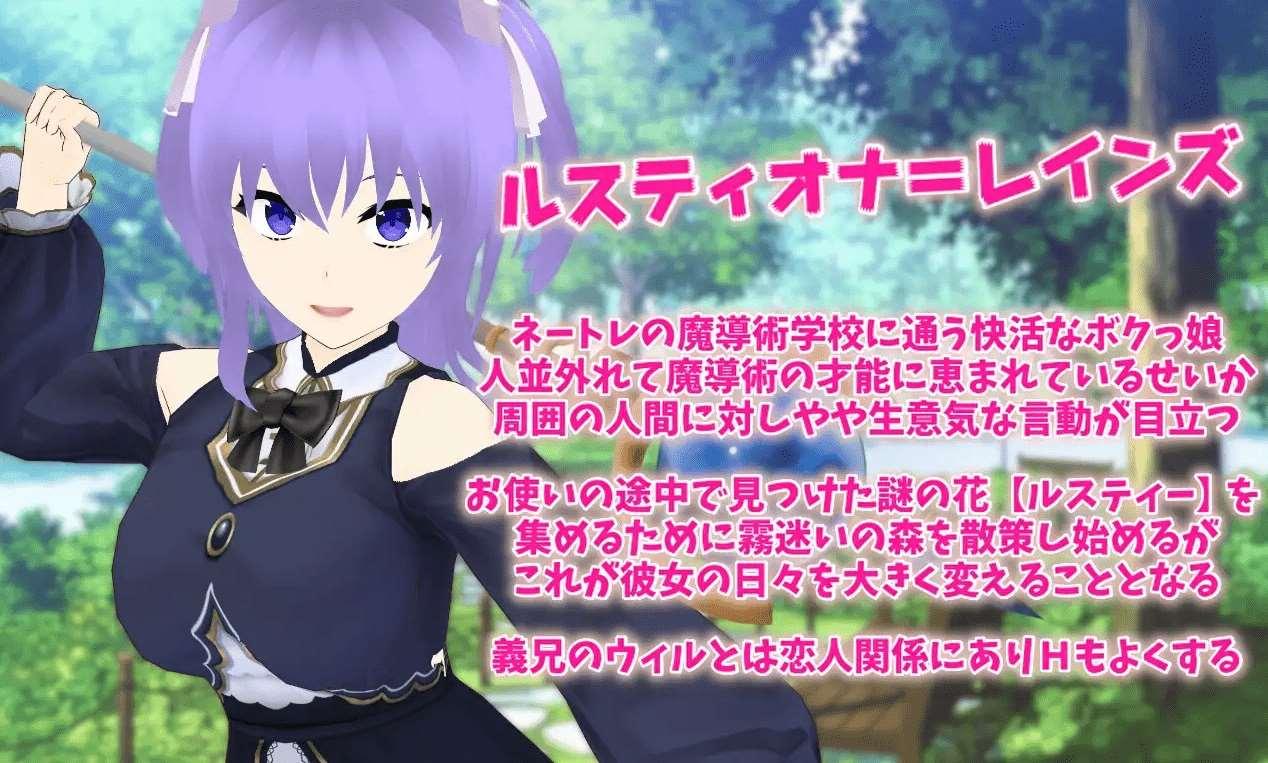 ルスティオナ=レインズ
ネートレの魔導術学校に通う快活なボクっ娘
人並外れて魔導術の才能に恵まれているせいか
周囲の人間に対しやや生意気な言動が目立つ
お使いの途中で見つけた謎の花【ルスティー】を
集めるために霧迷いの森を散策し始めるが
これが彼女の日々を大きく変えることとなる
義兄のウィルとは恋人関係にありHもよくする